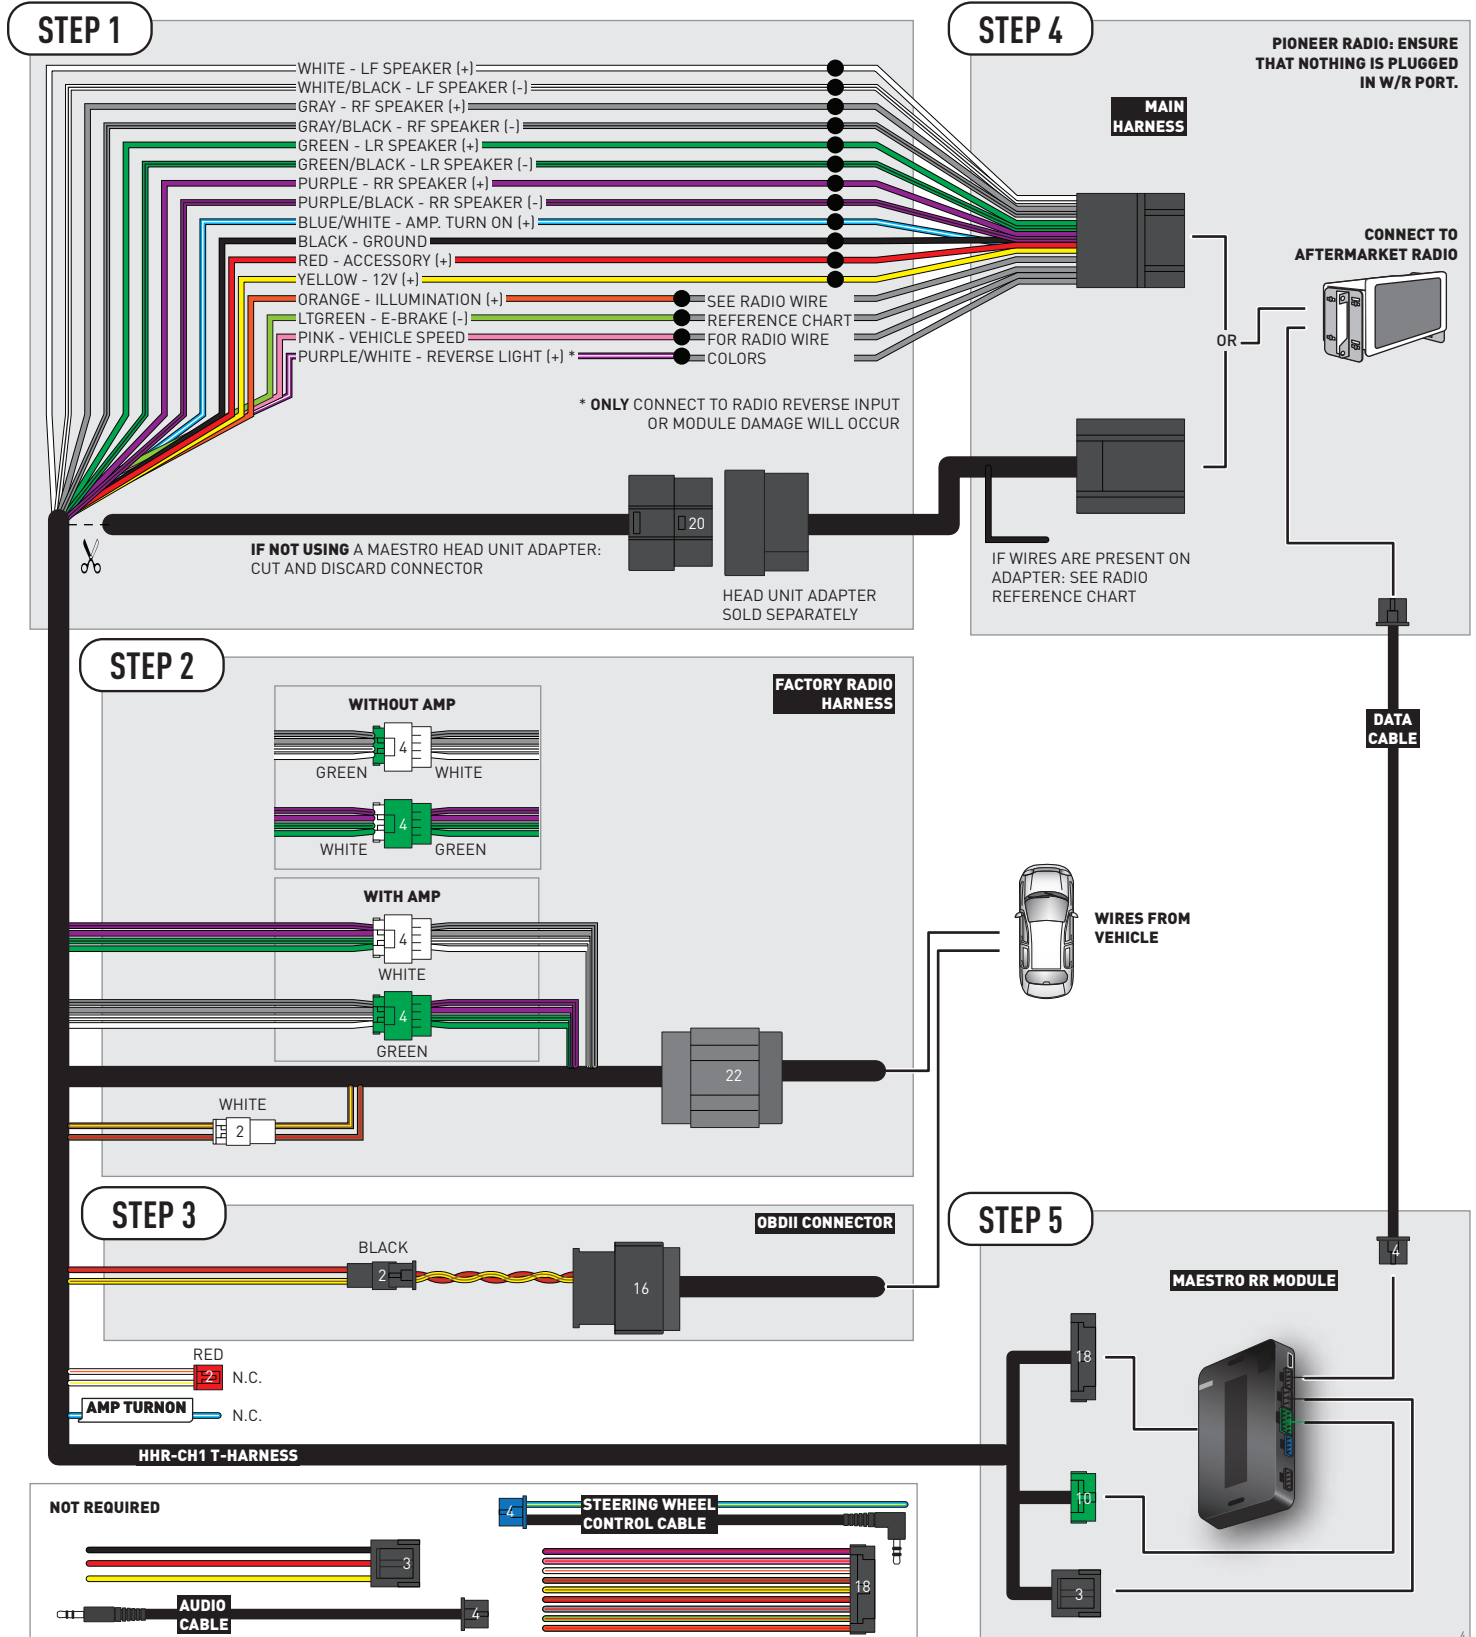 STEP 1
WHITE - LF SPEAKER (+)
WHITE/BLACK - LF SPEAKER (-)
GRAY - RF SPEAKER (+)
GRAY/BLACK - RF SPEAKER (-)
GREEN - LR SPEAKER (+)
GREEN/BLACK - LR SPEAKER (-)
PURPLE - RR SPEAKER (+)
PURPLE/BLACK - RR SPEAKER (-)
BLUE/WHITE - AMP. TURN ON (+)
BLACK - GROUND
RED - ACCESSORY (+)
YELLOW - 12V (+)
ORANGE - ILLUMINATION (+)
LTGREEN - E-BRAKE (-)
PINK - VEHICLE SPEED
PURPLE/WHITE - REVERSE LIGHT (+) *
SEE RADIO WIRE
REFERENCE CHART
FOR RADIO WIRE
COLORS
* ONLY CONNECT TO RADIO REVERSE INPUT
OR MODULE DAMAGE WILL OCCUR
20
IF NOT USING A MAESTRO HEAD UNIT ADAPTER:
CUT AND DISCARD CONNECTOR
HEAD UNIT ADAPTER
SOLD SEPARATELY
STEP 4
PIONEER RADIO: ENSURE
THAT NOTHING IS PLUGGED
IN W/R PORT.
MAIN
HARNESS
CONNECT TO
AFTERMARKET RADIO
OR
IF WIRES ARE PRESENT ON
ADAPTER: SEE RADIO
REFERENCE CHART
DATA
CABLE
4
STEP 2
FACTORY RADIO
HARNESS
WITHOUT AMP
4
GREEN
WHITE
4
WHITE
GREEN
WITH AMP
4
WHITE
4
GREEN
22
WHITE
2
WIRES FROM
VEHICLE
STEP 3
OBDII CONNECTOR
BLACK
2
16
RED
2
N.C.
AMP TURNON
N.C.
HHR-CH1 T-HARNESS
STEP 5
MAESTRO RR MODULE
18
10
3
NOT REQUIRED
3
AUDIO
CABLE
4
4
STEERING WHEEL
CONTROL CABLE
18